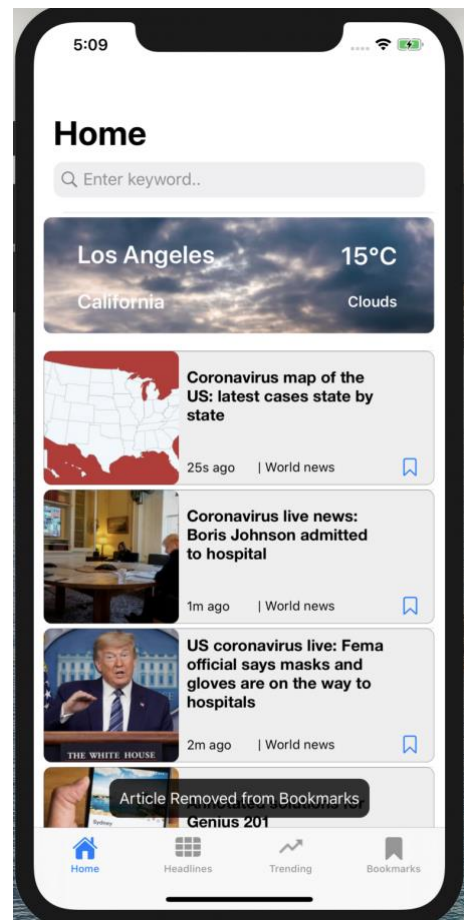 5:09
Home
Enter keyword..
Los Angeles
15°C
California
Clouds
Coronavirus map of the
US: latest cases state by
state
25s ago | World news
Coronavirus live news:
Boris Johnson admitted
to hospital
1m ago | World news
US coronavirus live: Fema
official says masks and
gloves are on the way to
hospitals
THE WHITE HOUSE
2m ago | World news
Sydney
Article Removed from Bookmarks
Genius 201
Home
Headlines
Trending
Bookmarks